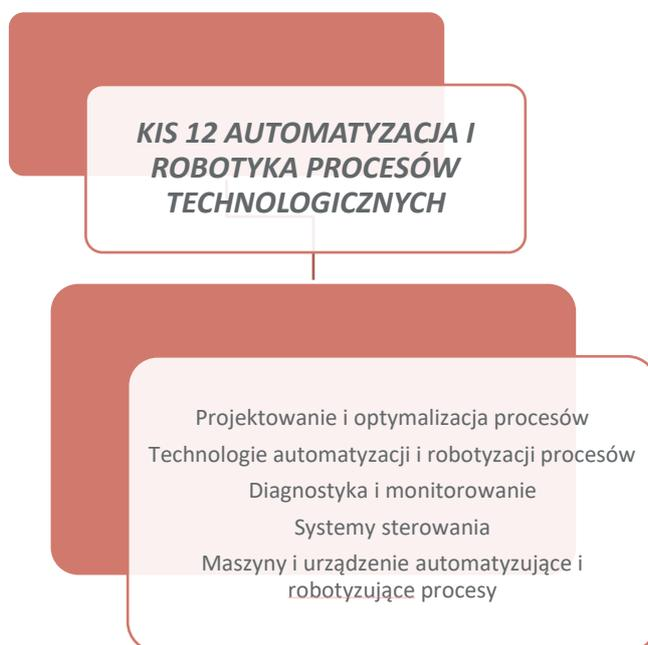 KIS 12 AUTOMATYZACJA I
ROBOTYKA PROCESÓW
TECHNOLOGICZNYCH
Projektowanie i optymalizacja procesów
Technologie automatyzacji i robotyzacji procesów
Diagnostyka i monitorowanie
Systemy sterowania
Maszyny i urządzenie automatyzujące i
robotyzujące procesy